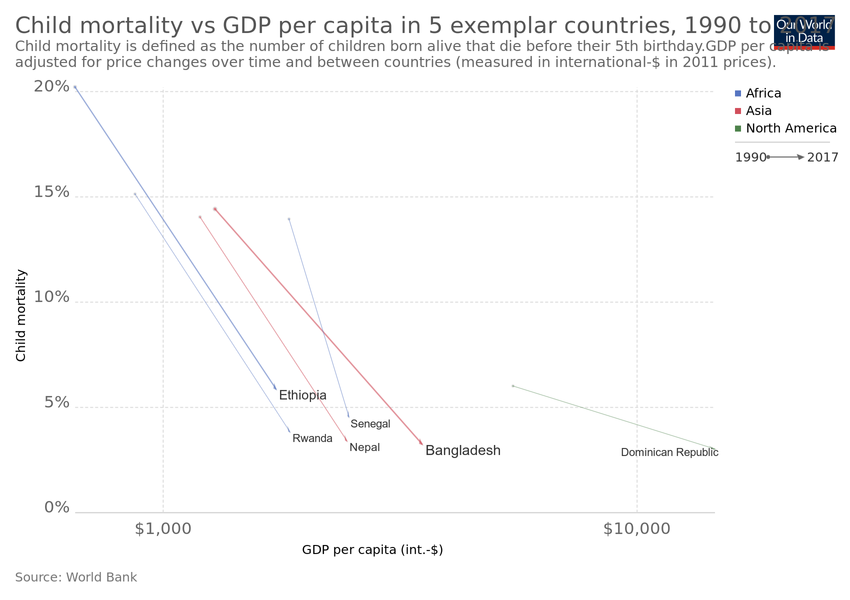 Child mortality vs GDP per capita in 5 exemplar countries, 1990 to 2017
Our World
in Data
Child mortality is defined as the number of children born alive that die before their 5th birthday.GDP per capita is
adjusted for price changes over time and between countries (measured in international-$ in 2011 prices).
20%
15%
10%
5%
0%
Child mortality
Africa
Asia
North America
1990 2017
Ethiopia
Rwanda
Senegal
Nepal
Bangladesh
Dominican Republic
$1,000
$10,000
GDP per capita (int.-$)
Source: World Bank